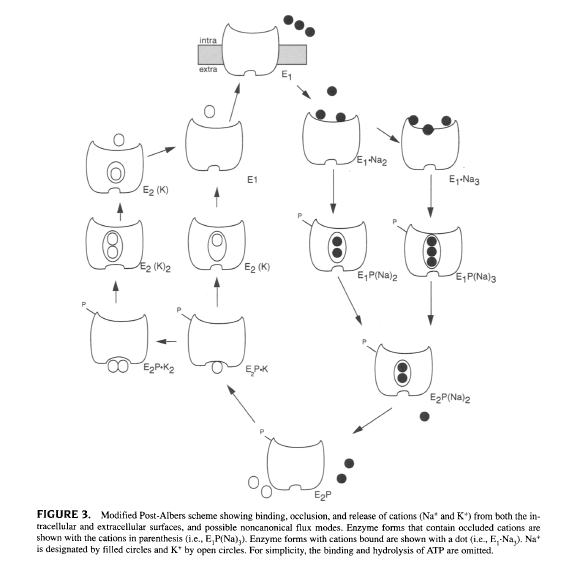 intra
extra
E1
E1·Na2
E1·Na3
E2 (K)
E1
P
P
E1P(Na)2
E1P(Na)3
E2 (K)2
E2 (K)
P
P
P
E2P·K2
E2P·K
E2P(Na)2
P
E2P
FIGURE 3. Modified Post-Albers scheme showing binding, occlusion, and release of cations (Na⁺ and K⁺) from both the in-
tracellular and extracellular surfaces, and possible noncanonical flux modes. Enzyme forms that contain occluded cations are
shown with the cations in parenthesis (i.e., E₁P(Na)₃). Enzyme forms with cations bound are shown with a dot (i.e., E₁·Na₃). Na⁺
is designated by filled circles and K⁺ by open circles. For simplicity, the binding and hydrolysis of ATP are omitted.